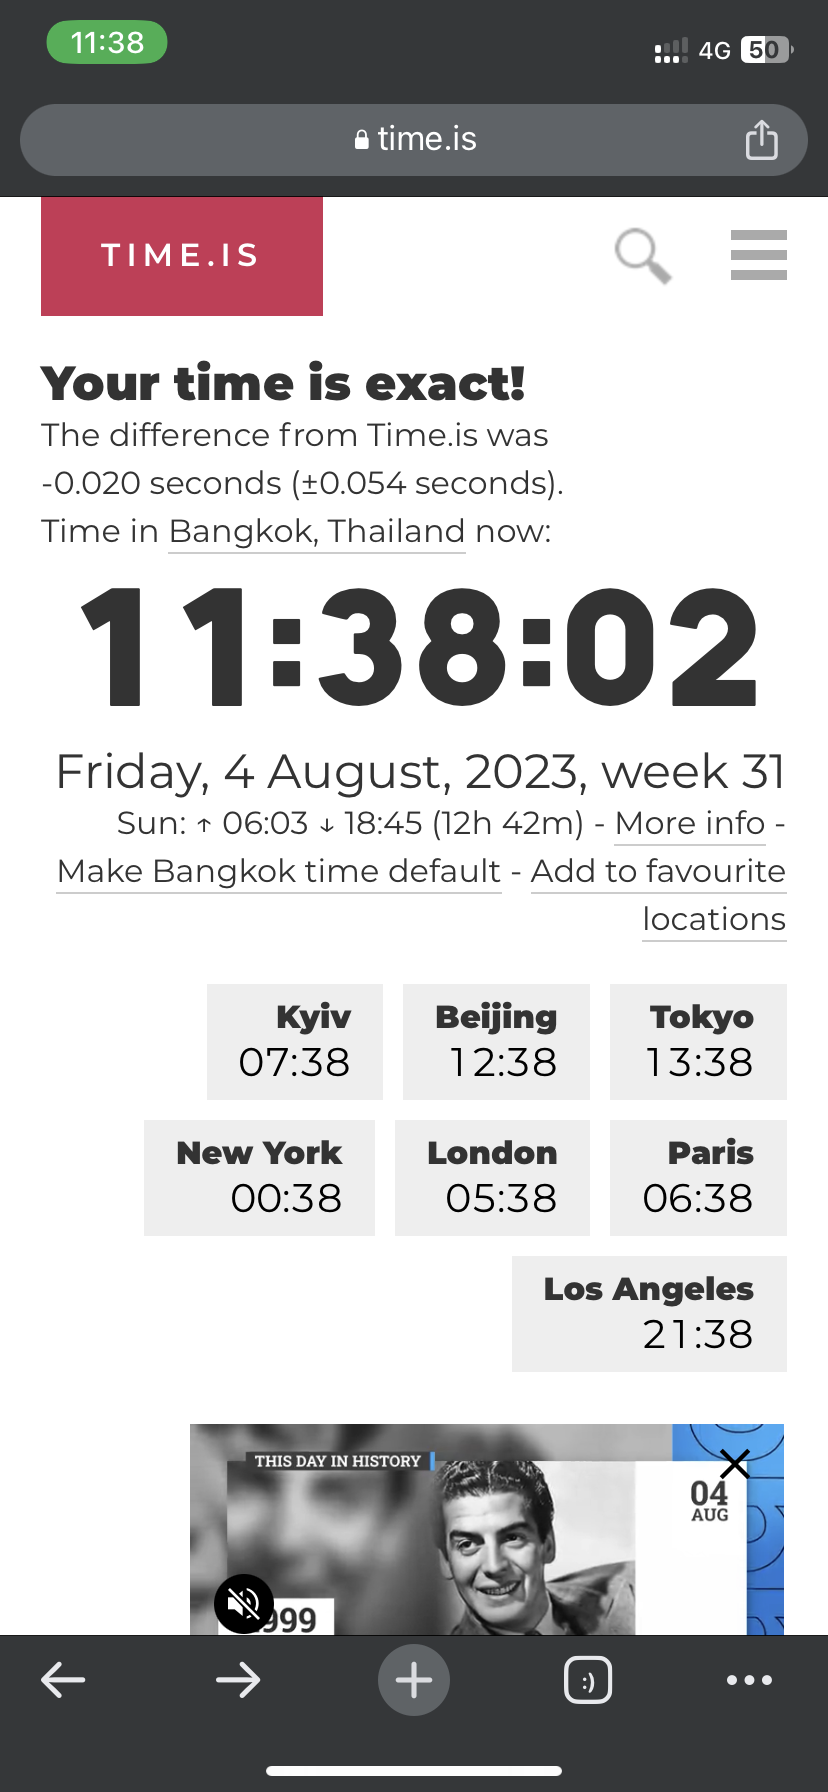 11:38
4G 50
time.is
TIME.IS
Your time is exact!
The difference from Time.is was
-0.020 seconds (±0.054 seconds).
Time in Bangkok, Thailand now:
11:38:02
Friday, 4 August, 2023, week 31
Sun: ↑ 06:03 ↓ 18:45 (12h 42m) - More info -
Make Bangkok time default - Add to favourite
locations
Kyiv Beijing Tokyo
07:38 12:38 13:38
New York London Paris
00:38 05:38 06:38
Los Angeles
21:38
THIS DAY IN HISTORY
04
AUG
:)